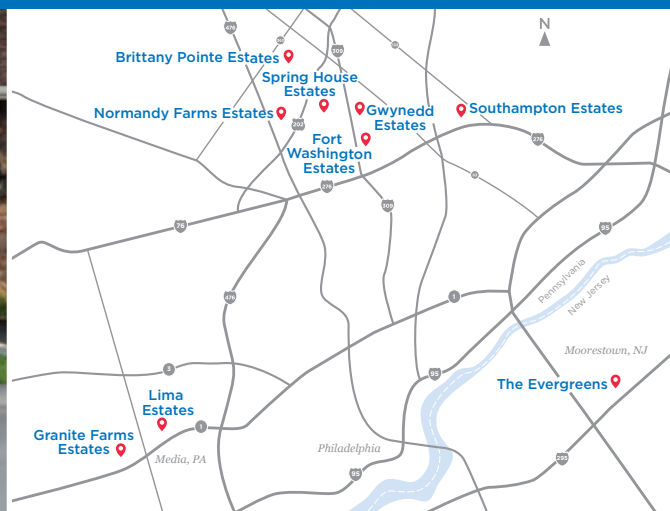 N
476
309
Brittany Pointe Estates
Spring House
Estates
Normandy Farms Estates
Gwynedd
Estates
Southampton Estates
202
Fort
Washington
Estates
276
276
309
76
95
Pennsylvania
New Jersey
476
1
Moorestown, NJ
3
95
The Evergreens
Lima
Estates
1
Granite Farms
Estates
Media, PA
Philadelphia
295
95